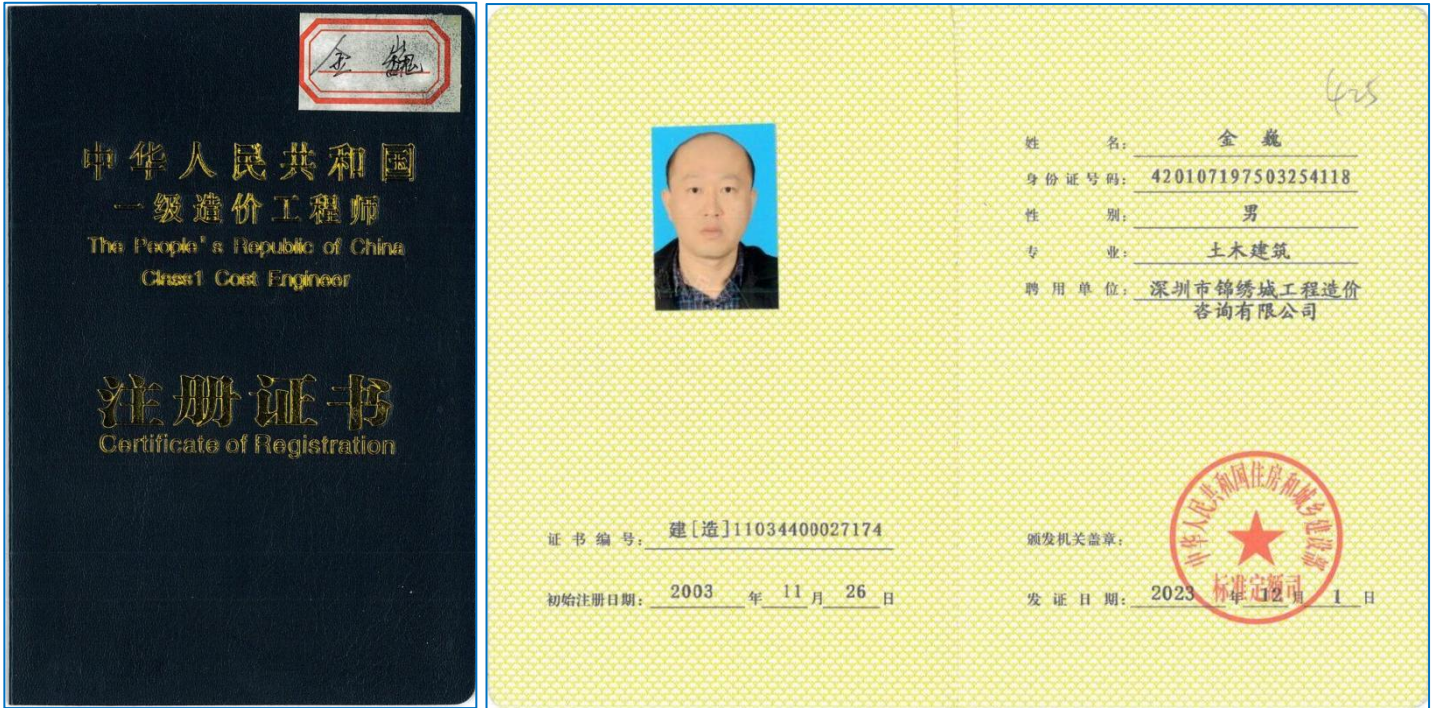 金 巍
中华人民共和国
一级造价工程师
The People's Republic of China
Class1 Cost Engineer
注册证书
Certificate of Registration
425
姓 名: 金 巍
身份证号码: 420107197503254118
性 别: 男
专 业: 土木建筑
聘用单位: 深圳市锦绣城工程造价
咨询有限公司
证书编号: 建[造]11034400027174
初始注册日期: 2003 年 11 月 26 日
颁发机关盖章:
中华人民共和国住房和城乡建设部
标准定额司
发证日期: 2023 年 12 月 1 日